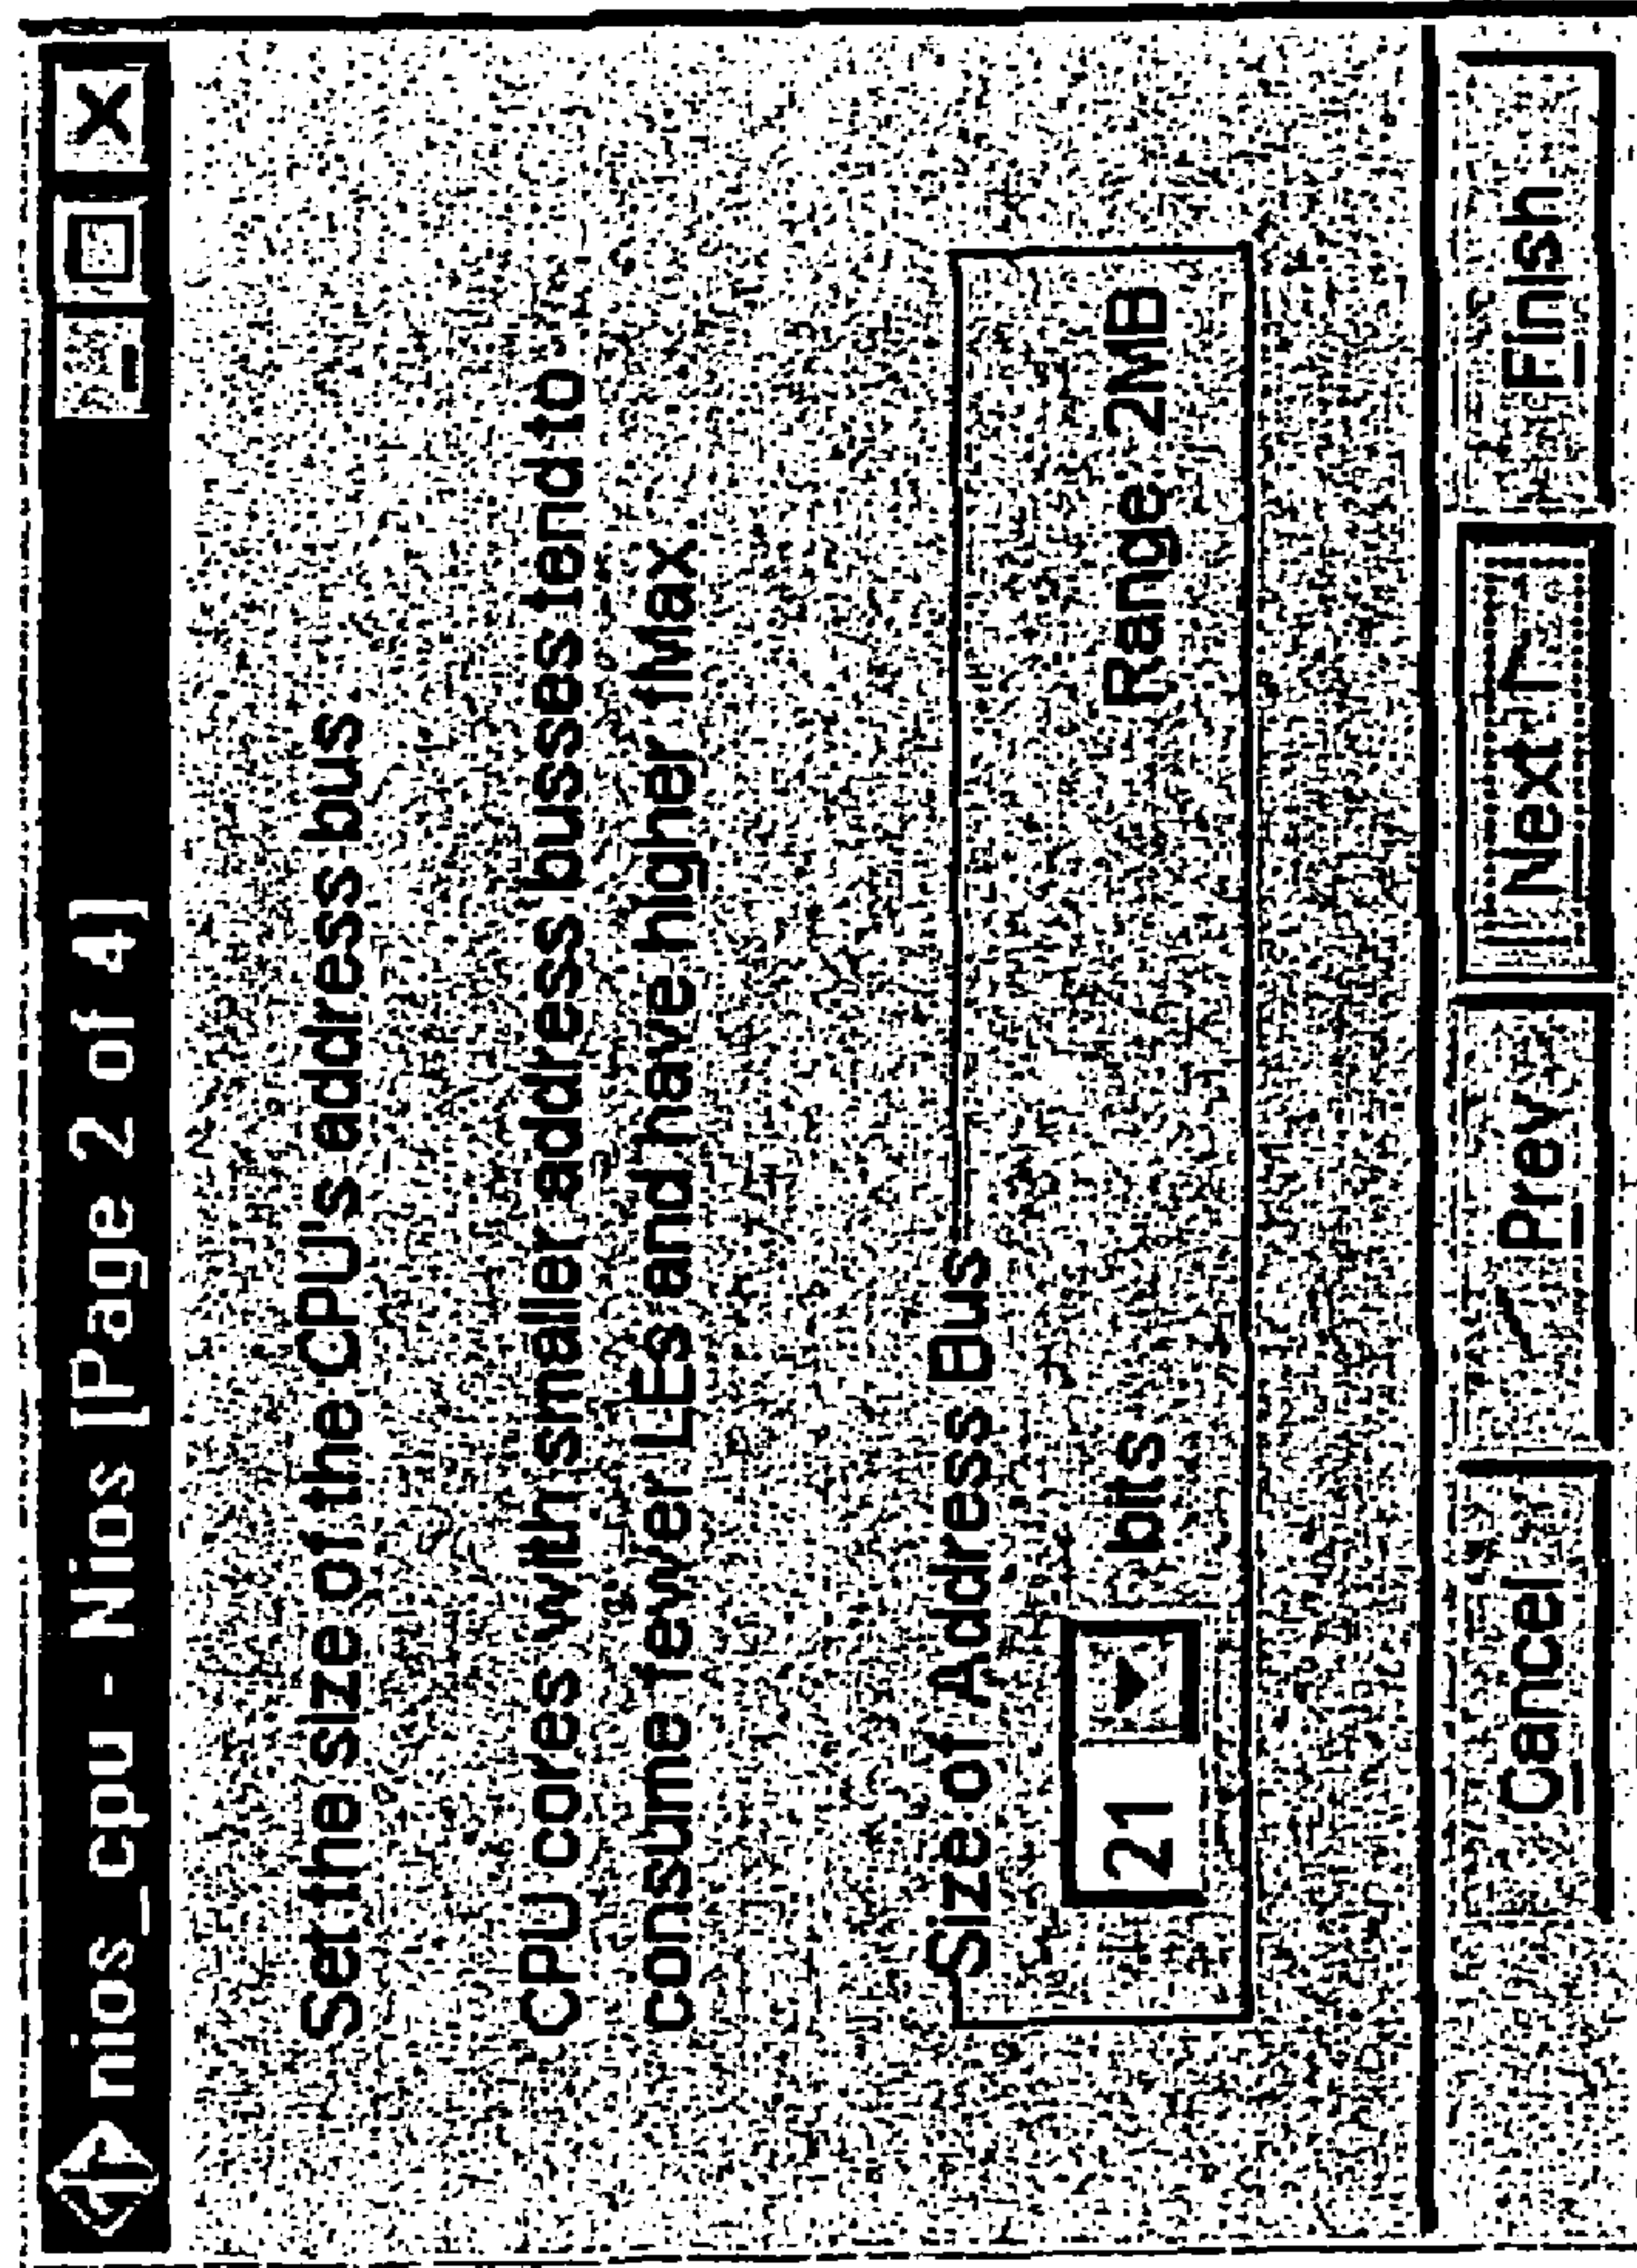 nios_cpu - Nios [Page 2 of 4]
Set the size of the CPU's address bus.
CPU cores with smaller address busses tend to
consume fewer LEs and have higher fMax.
Size of Address Bus
21 bits Range: 2MB
Cancel Prev Next Finish